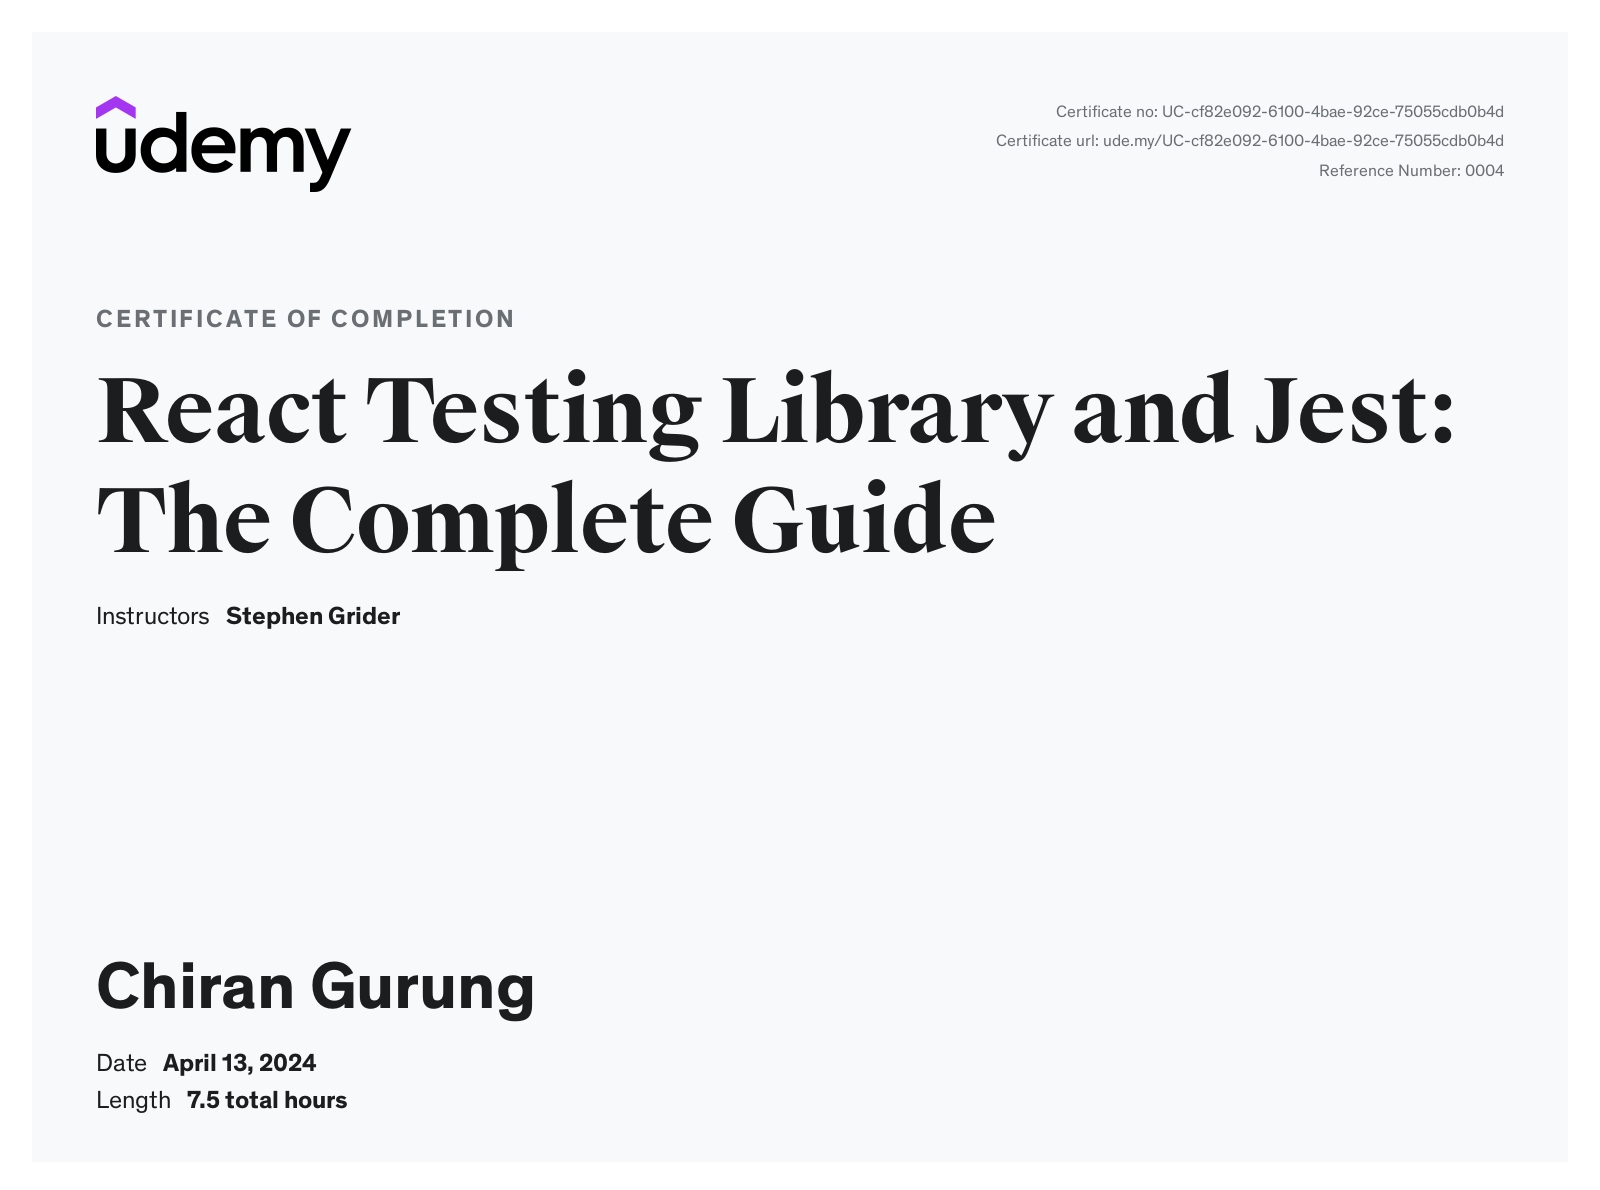 udemy
Certificate no: UC-cf82e092-6100-4bae-92ce-75055cdb0b4d
Certificate url: ude.my/UC-cf82e092-6100-4bae-92ce-75055cdb0b4d
Reference Number: 0004
CERTIFICATE OF COMPLETION
React Testing Library and Jest:
The Complete Guide
Instructors Stephen Grider
Chiran Gurung
Date April 13, 2024
Length 7.5 total hours